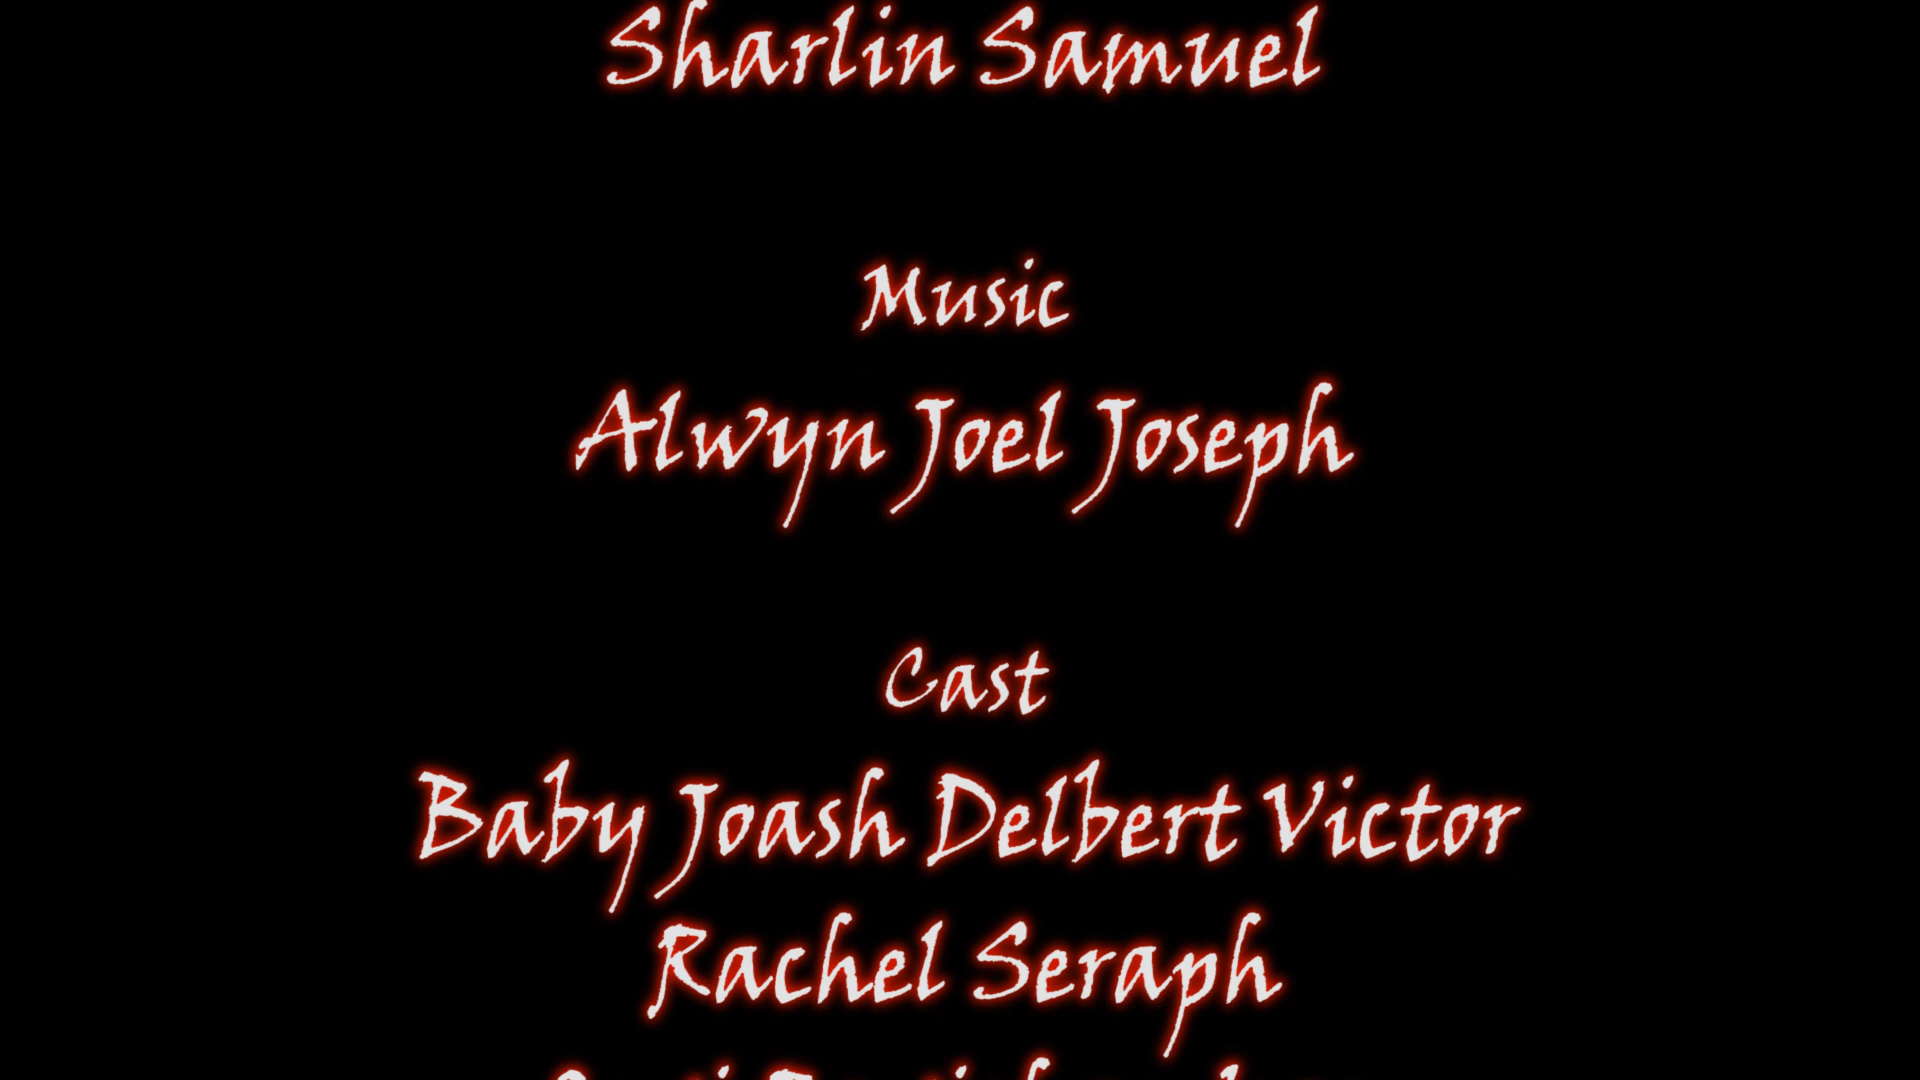 Sharlin Samuel
Music
Alwyn Joel Joseph
Cast
Baby Joash Delbert Victor
Rachel Seraph